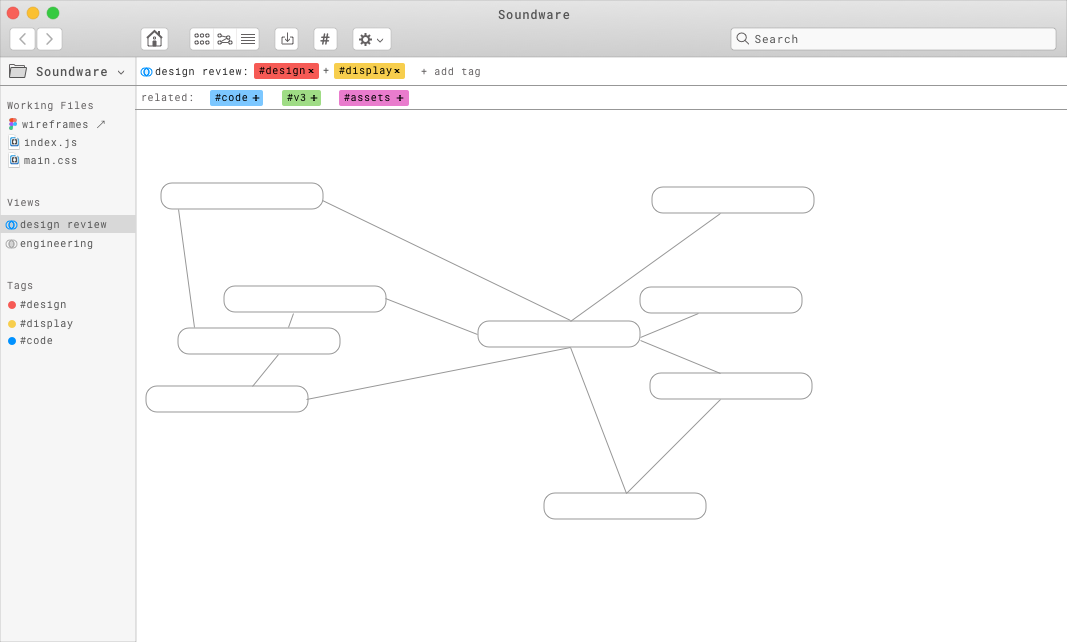 Soundware
#
Search
Soundware
design review: #design× + #display× + add tag
related: #code + #v3 + #assets +
Working Files
wireframes ↗
index.js
main.css
Views
design review
engineering
Tags
#design
#display
#code